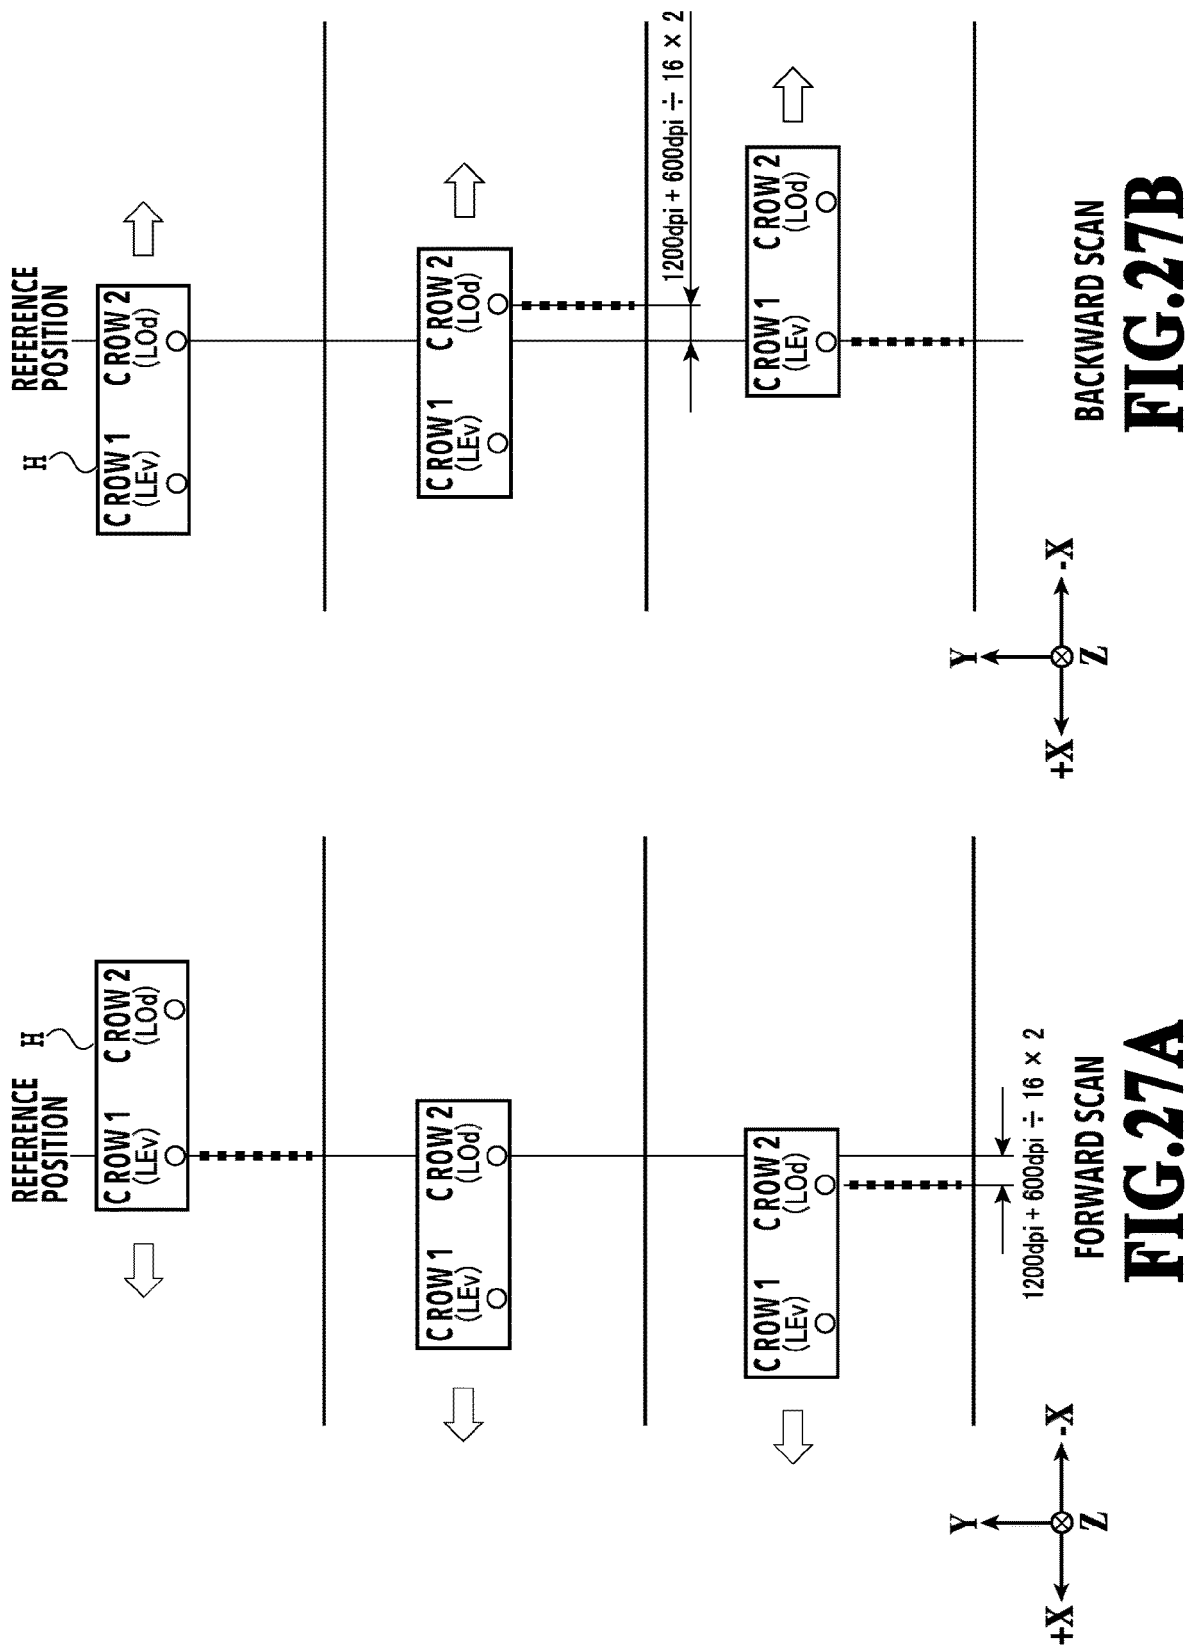 REFERENCE
POSITION
H
C ROW 1
(LEv)
C ROW 2
(LOd)
C ROW 1
(LEv)
C ROW 2
(LOd)
C ROW 1
(LEv)
C ROW 2
(LOd)
1200dpi + 600dpi ÷ 16 × 2
Y
+X
-X
Z
FORWARD SCAN
FIG.27A
REFERENCE
POSITION
H
C ROW 1
(LEv)
C ROW 2
(LOd)
C ROW 1
(LEv)
C ROW 2
(LOd)
1200dpi + 600dpi ÷ 16 × 2
C ROW 1
(LEv)
C ROW 2
(LOd)
Y
+X
-X
Z
BACKWARD SCAN
FIG.27B